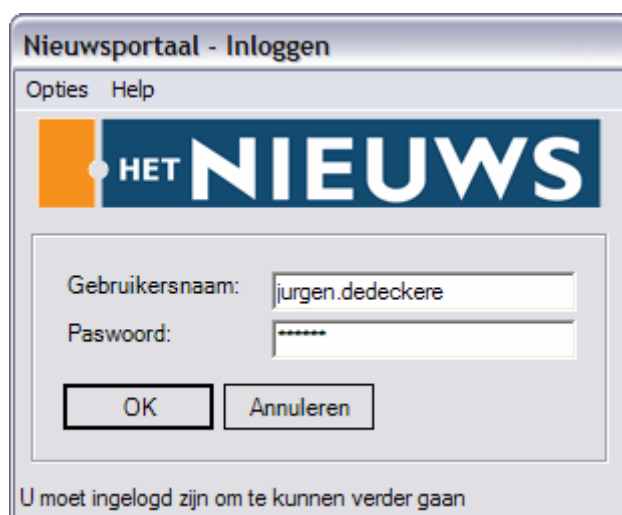 Nieuwsportaal - Inloggen
Opties Help
HET NIEUWS
Gebruikersnaam: jurgen.dedeckere
Paswoord: ******
OK Annuleren
U moet ingelogd zijn om te kunnen verder gaan